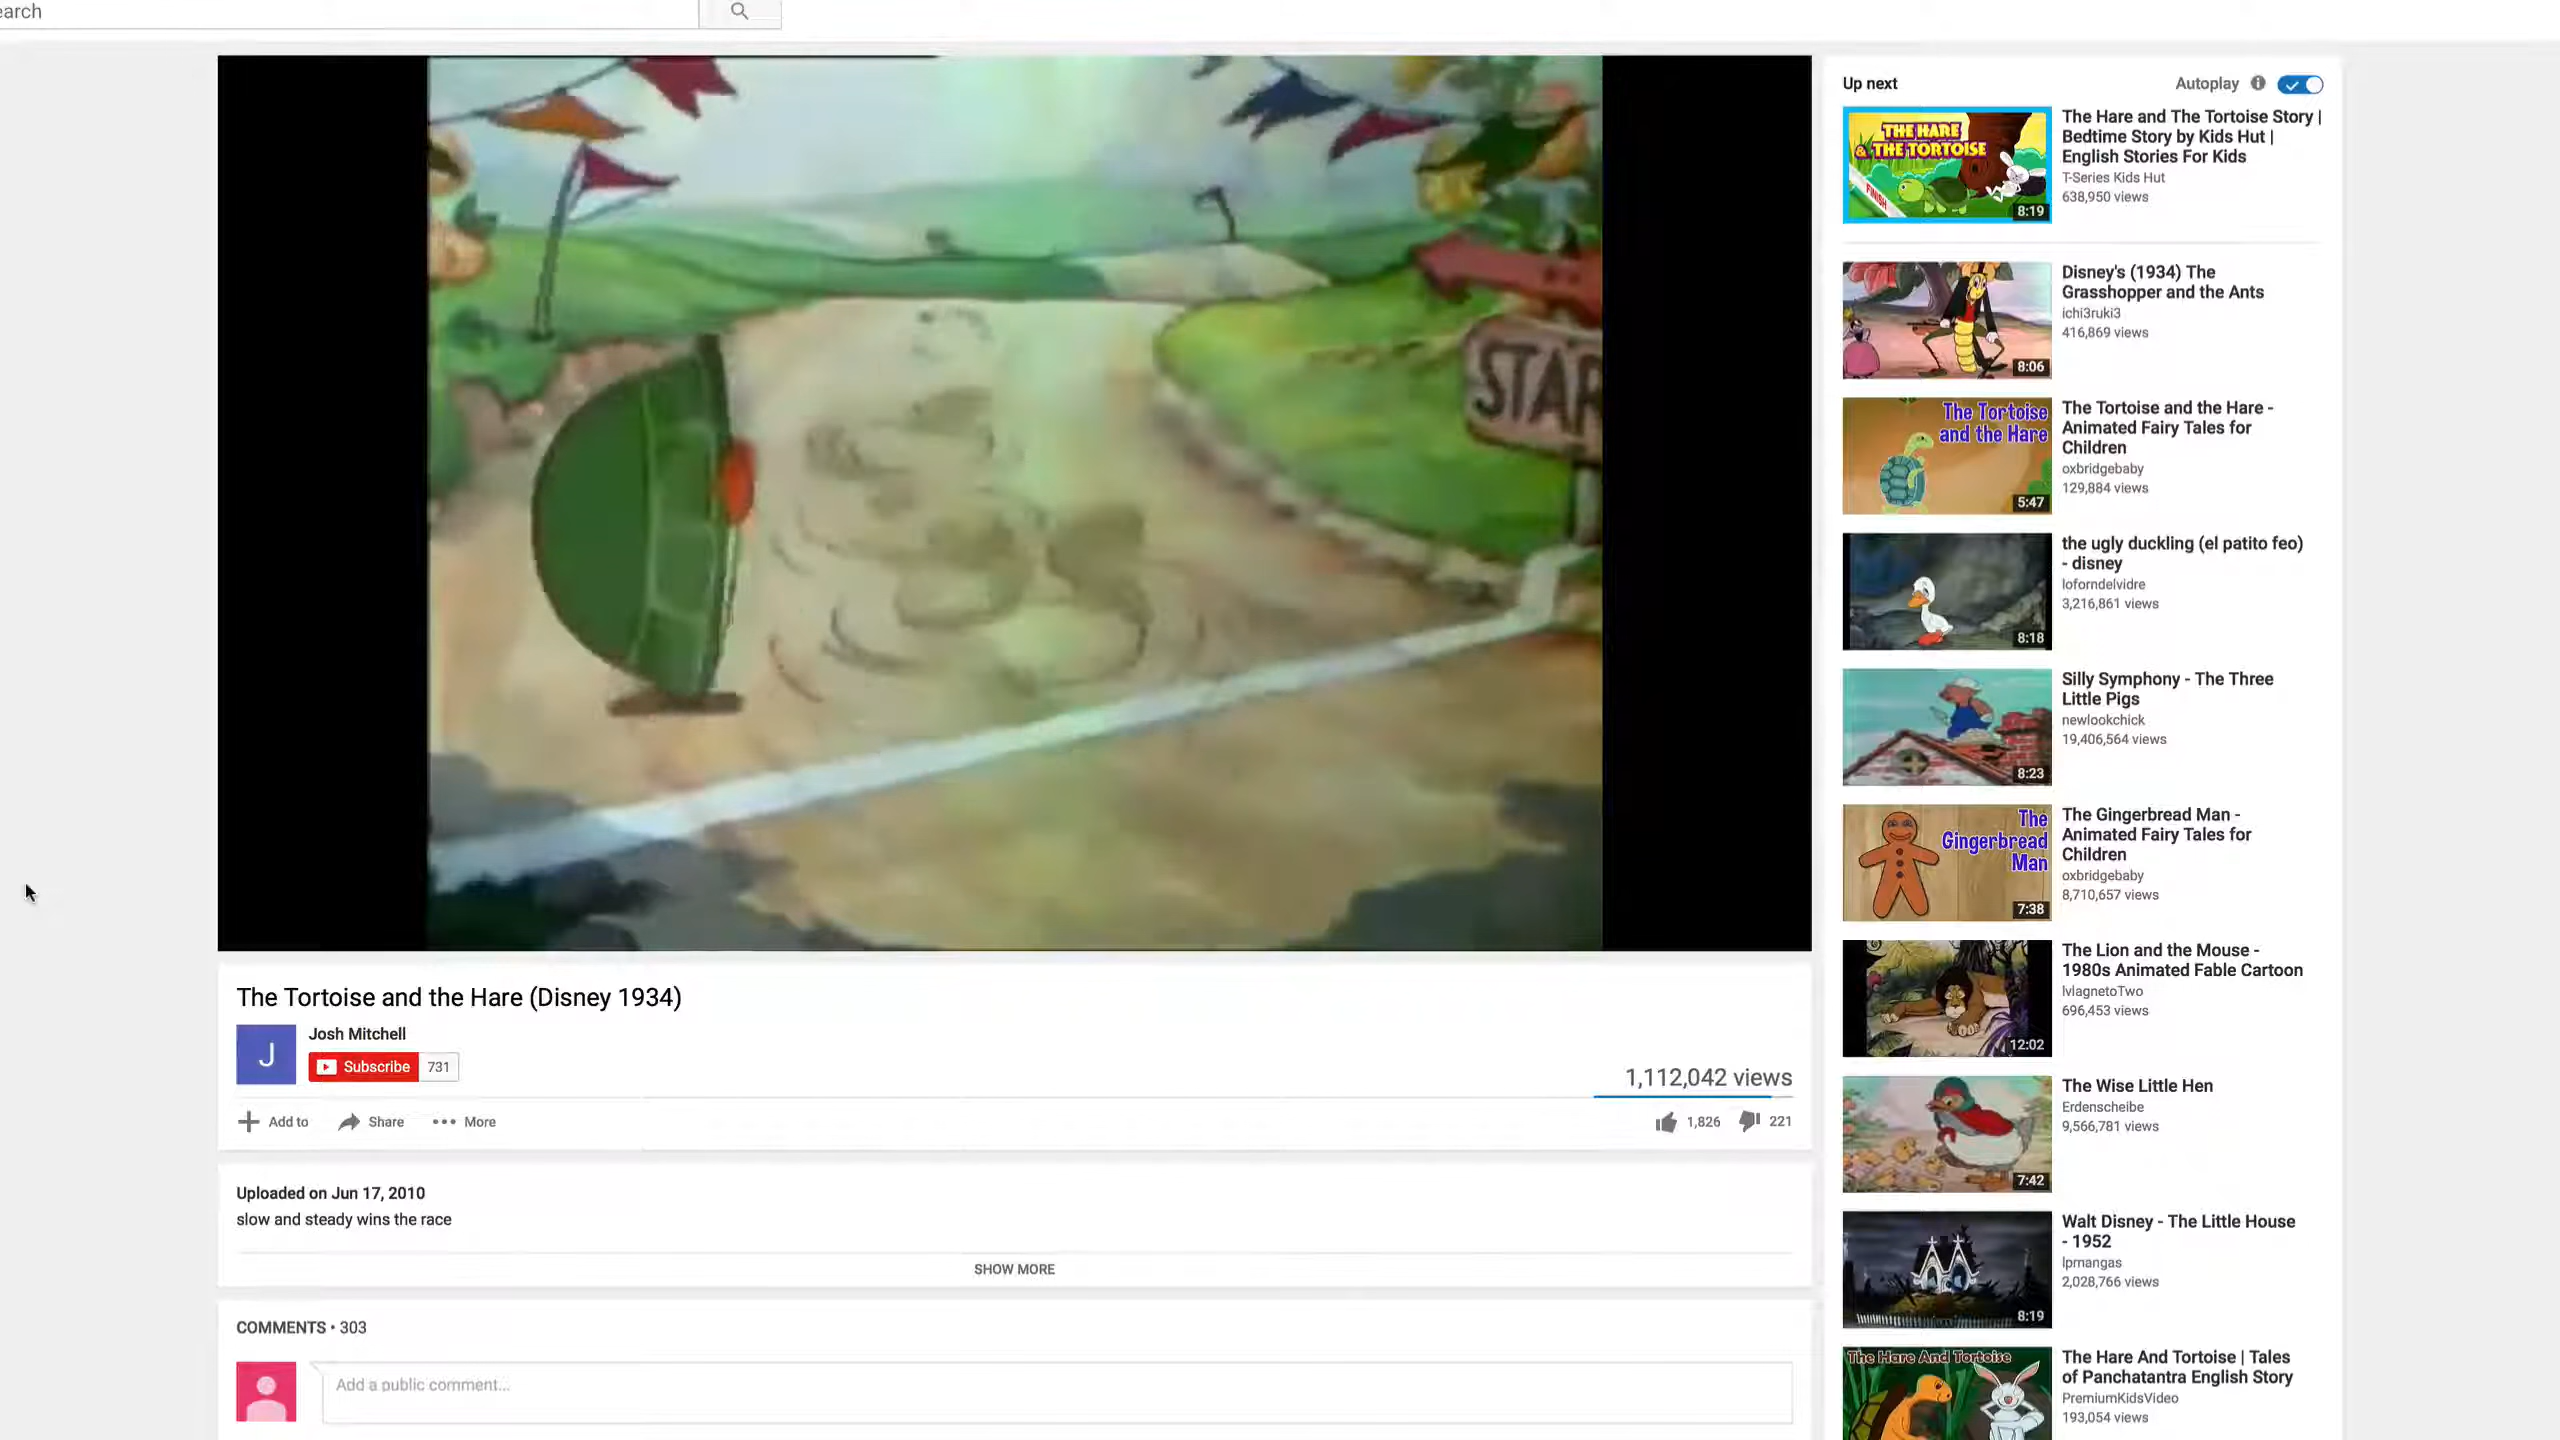 earch
STAR
The Tortoise and the Hare (Disney 1934)
J
Josh Mitchell
Subscribe 731
1,112,042 views
Add to Share More
1,826 221
Uploaded on Jun 17, 2010
slow and steady wins the race
SHOW MORE
COMMENTS • 303
Add a public comment...
Up next
Autoplay
THE HARE
& THE TORTOISE
FINISH
8:19
The Hare and The Tortoise Story |
Bedtime Story by Kids Hut |
English Stories For Kids
T-Series Kids Hut
638,950 views
8:06
Disney's (1934) The
Grasshopper and the Ants
ichi3ruki3
416,869 views
The Tortoise
and the Hare
5:47
The Tortoise and the Hare -
Animated Fairy Tales for
Children
oxbridgebaby
129,884 views
8:18
the ugly duckling (el patito feo)
- disney
loforndelvidre
3,216,861 views
8:23
Silly Symphony - The Three
Little Pigs
newlookchick
19,406,564 views
The
Gingerbread
Man
7:38
The Gingerbread Man -
Animated Fairy Tales for
Children
oxbridgebaby
8,710,657 views
12:02
The Lion and the Mouse -
1980s Animated Fable Cartoon
lvlagnetoTwo
696,453 views
7:42
The Wise Little Hen
Erdenscheibe
9,566,781 views
8:19
Walt Disney - The Little House
- 1952
lpmangas
2,028,766 views
The Hare And Tortoise
The Hare And Tortoise | Tales
of Panchatantra English Story
PremiumKidsVideo
193,054 views